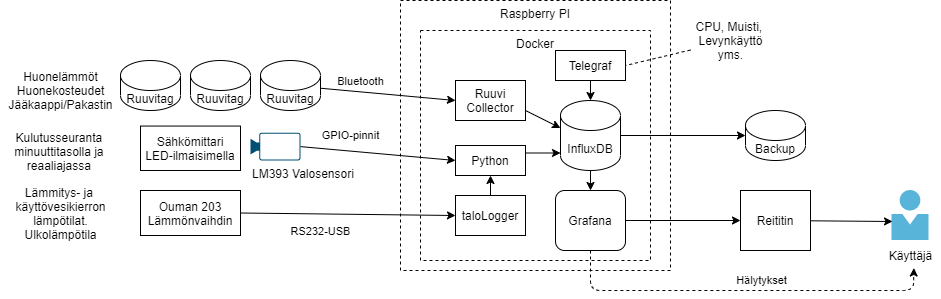 Raspberry PI
Docker
CPU, Muisti,
Levynkäyttö
yms.
Telegraf
Huonelämmöt
Huonekosteudet
Jääkaappi/Pakastin
Ruuvitag
Ruuvitag
Ruuvitag
Bluetooth
Ruuvi
Collector
InfluxDB
Backup
Kulutusseuranta
minuuttitasolla ja
reaaliajassa
Sähkömittari
LED-ilmaisimella
LM393 Valosensori
GPIO-pinnit
Python
Lämmitys- ja
käyttövesikierron
lämpötilat.
Ulkolämpötila
Ouman 203
Lämmönvaihdin
RS232-USB
taloLogger
Grafana
Reititin
Käyttäjä
Hälytykset